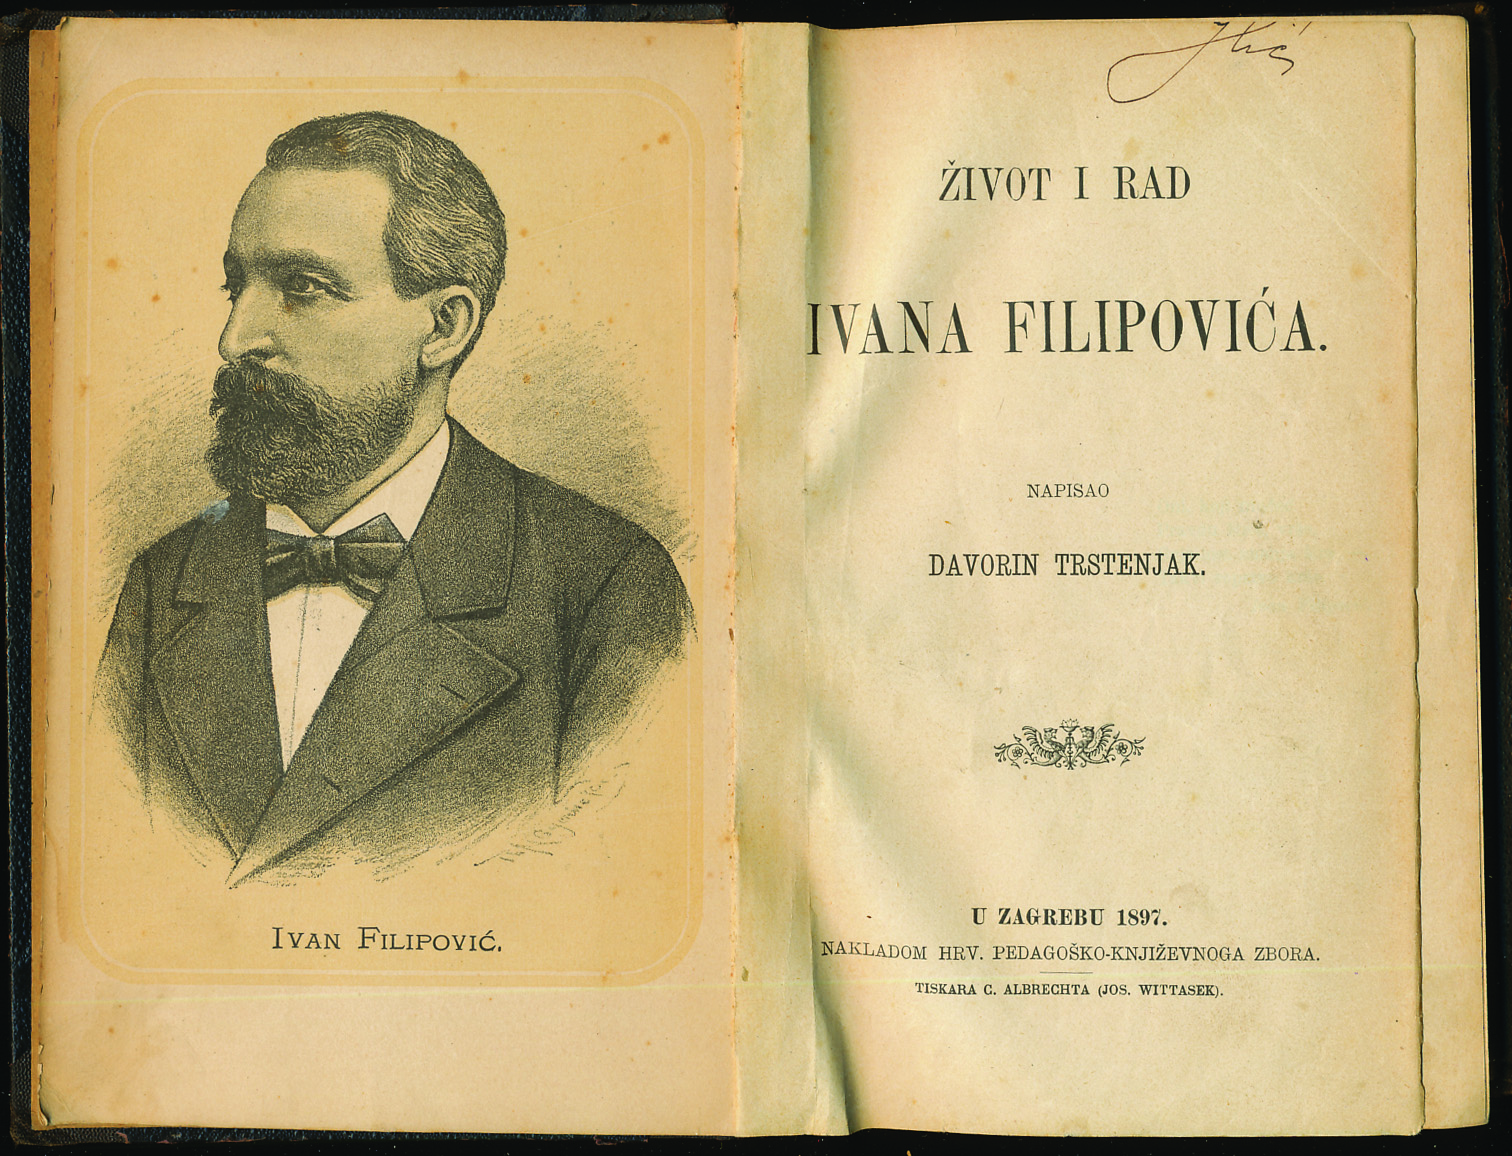 IVAN FILIPOVIĆ.
ŽIVOT I RAD
IVANA FILIPOVIĆA.
NAPISAO
DAVORIN TRSTENJAK.
U ZAGREBU 1897.
NAKLADOM HRV. PEDAGOŠKO-KNJIŽEVNOGA ZBORA.
TISKARA C. ALBRECHTA (JOS. WITTASEK).